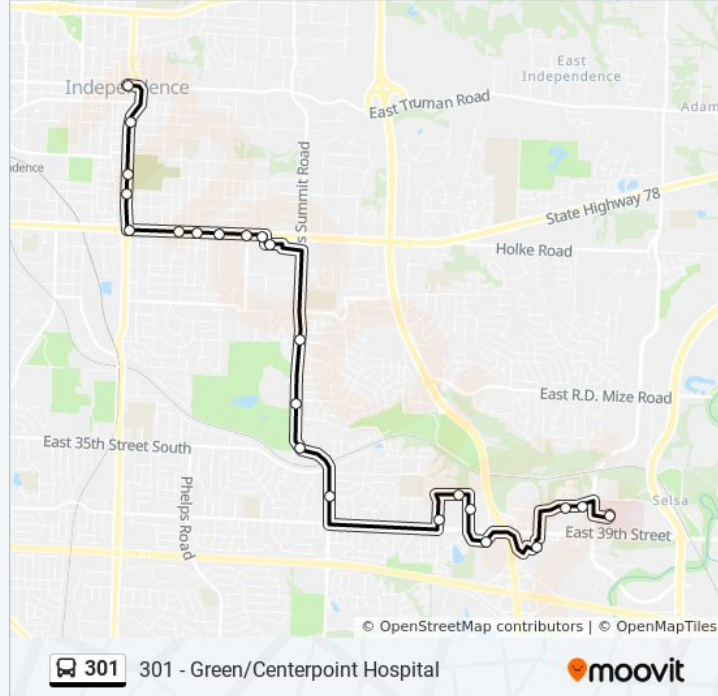 East
Independence
Independence
East Truman Road
Adam
s Summit Road
dence
State Highway 78
Holke Road
East R.D. Mize Road
East 35th Street South
Phelps Road
Selsa
East 39th Street
© OpenStreetMap contributors | © OpenMapTiles
301 301 - Green/Centerpoint Hospital
moovit